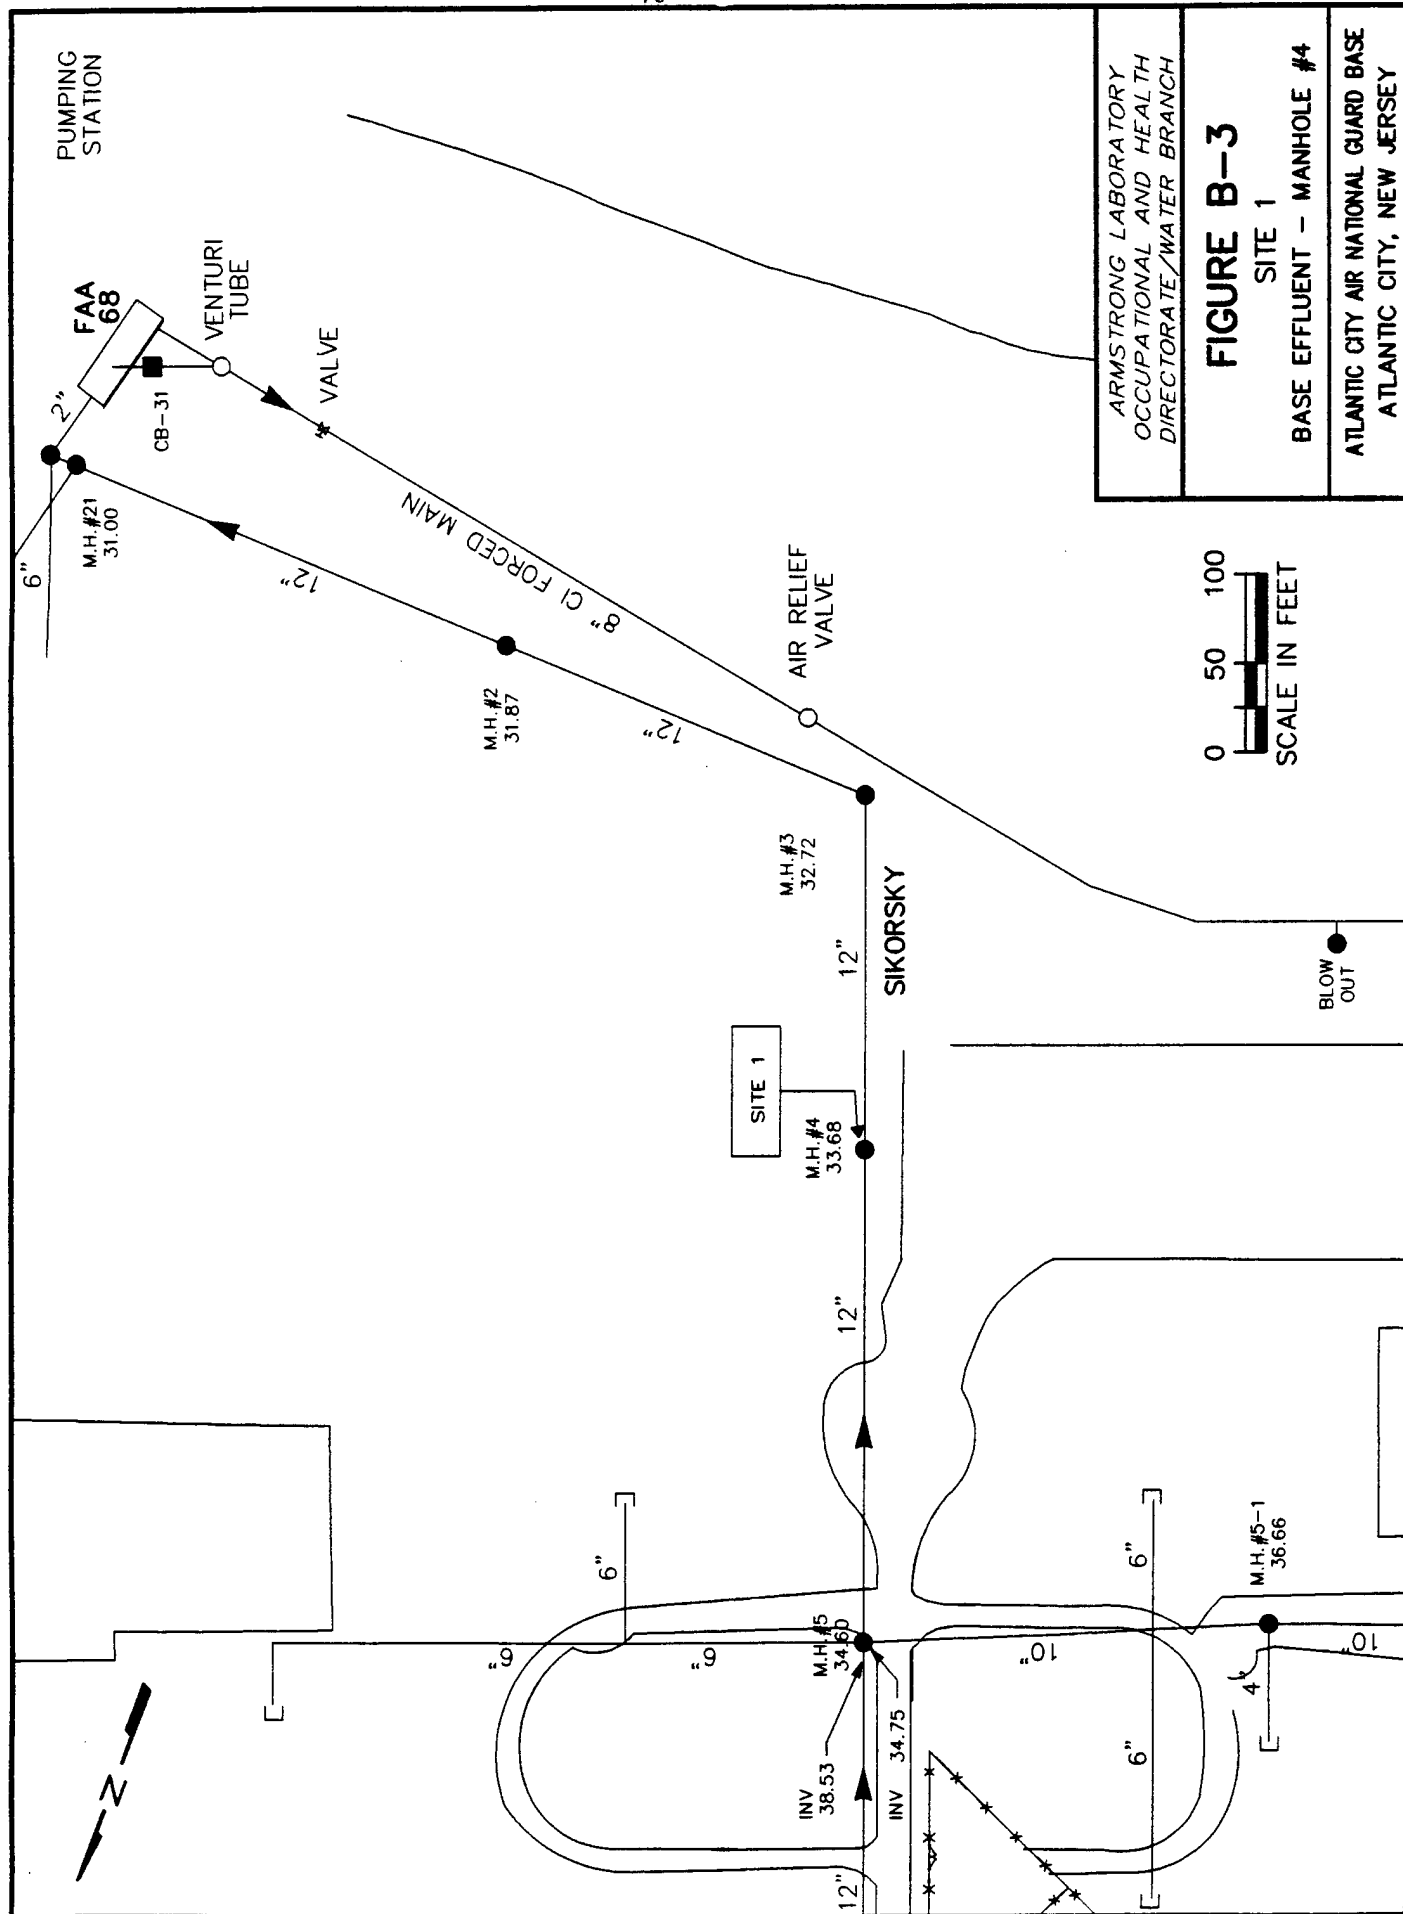 PUMPING
STATION
FAA
68
2"
CB-31
VENTURI
TUBE
VALVE
6"
M.H.#21
31.00
12"
8" CI FORCED MAIN
M.H.#2
31.87
12"
AIR RELIEF
VALVE
M.H.#3
32.72
12"
SIKORSKY
SITE 1
M.H.#4
33.68
12"
BLOW
OUT
6"
6"
6"
M.H.#5
34.60
10"
6"
6"
M.H.#5-1
36.66
10"
4"
INV
38.53
INV 34.75
12"
N
0 50 100
SCALE IN FEET
ARMSTRONG LABORATORY
OCCUPATIONAL AND HEALTH
DIRECTORATE/WATER BRANCH
FIGURE B-3
SITE 1
BASE EFFLUENT - MANHOLE #4
ATLANTIC CITY AIR NATIONAL GUARD BASE
ATLANTIC CITY, NEW JERSEY